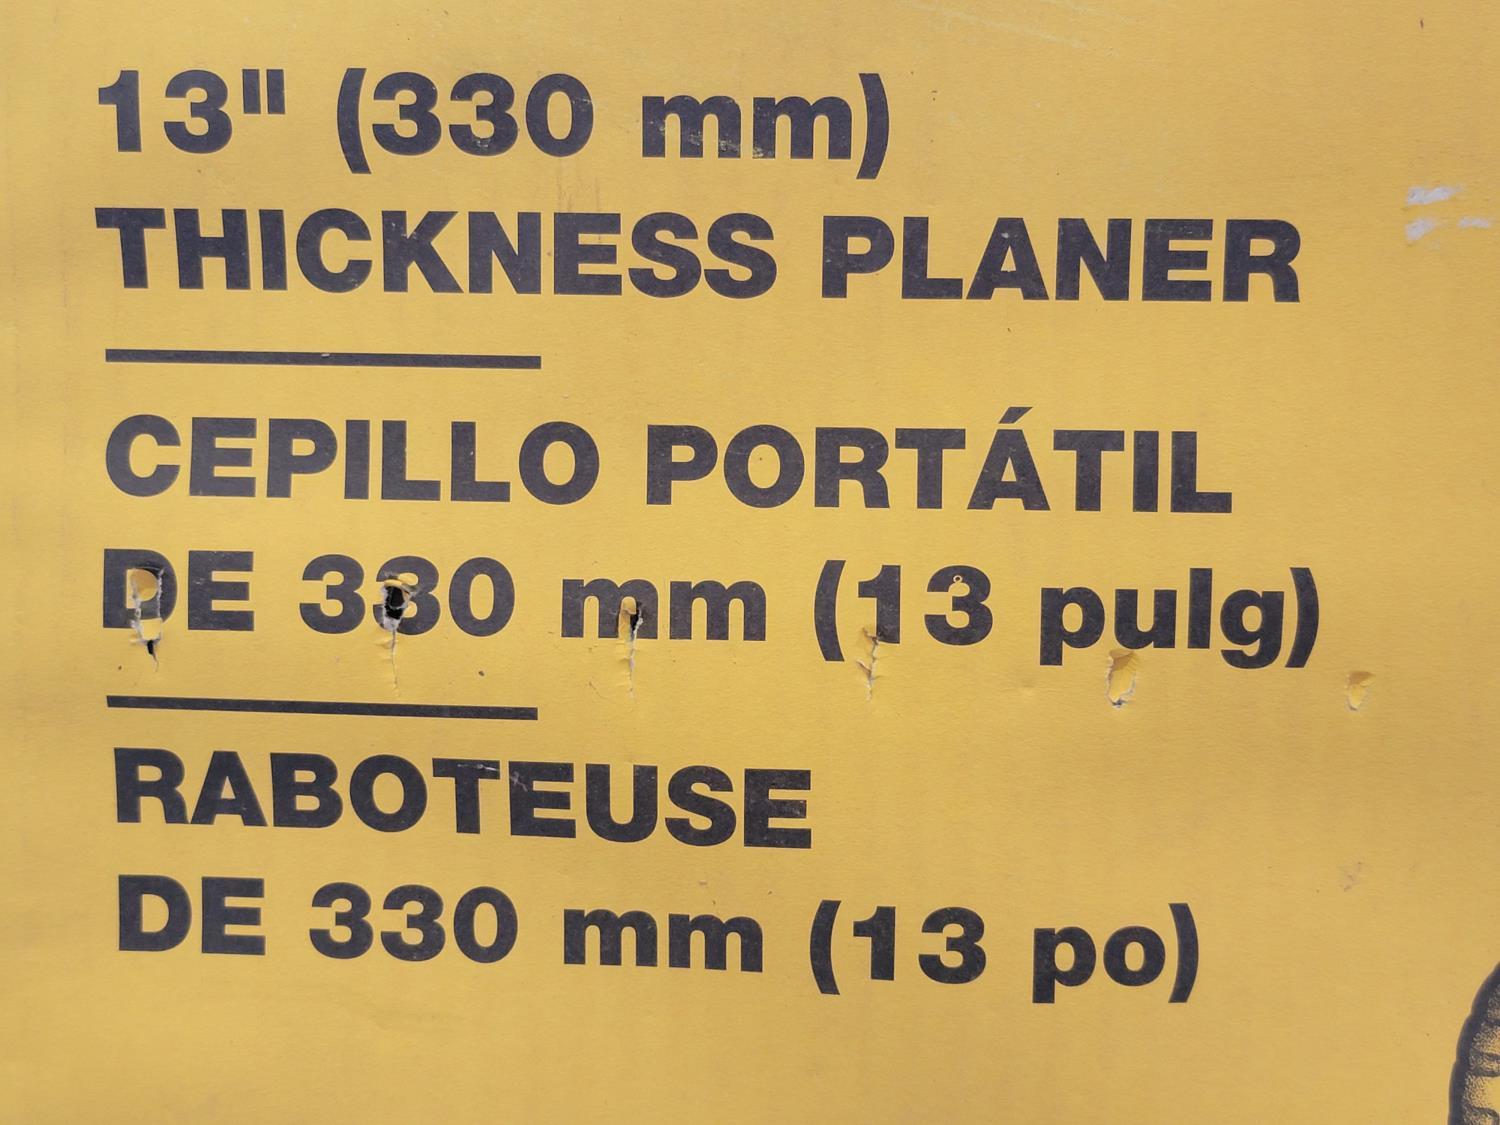 13" (330 mm)
THICKNESS PLANER
CEPILLO PORTÁTIL
DE 330 mm (13 pulg)
RABOTEUSE
DE 330 mm (13 po)